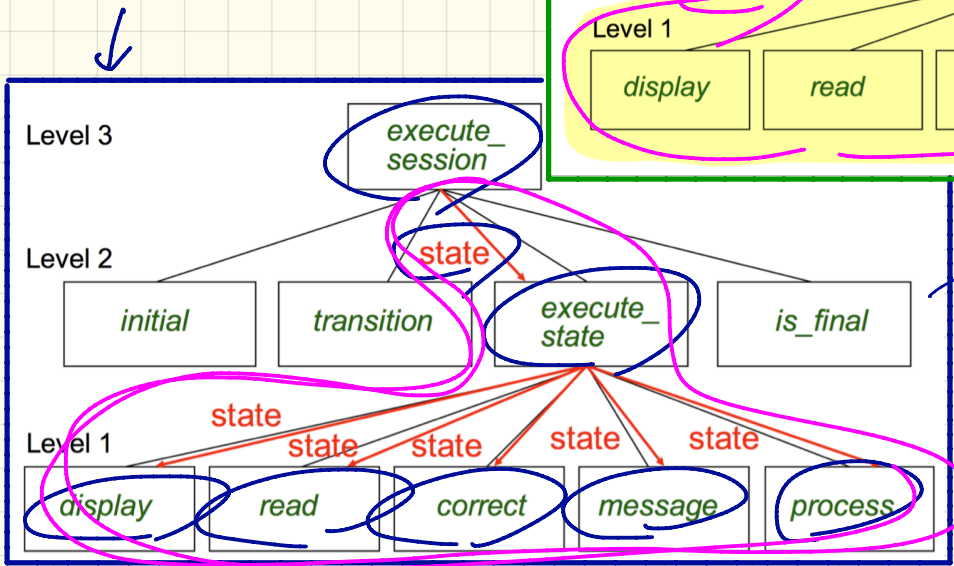 Level 1
display read
Level 3
execute_
session
Level 2
state
initial transition execute_
state is_final
state state state state state
Level 1
display read correct message process